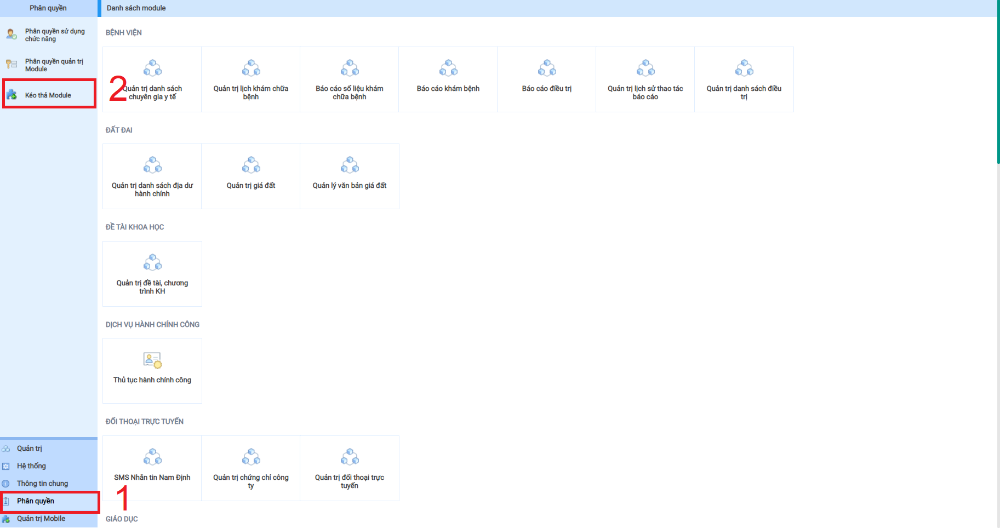 Phân quyền
Danh sách module
Phân quyền sử dụng
chức năng
Phân quyền quản trị
Module
Kéo thả Module
2
BỆNH VIỆN
Quản trị danh sách
chuyên gia y tế
Quản trị lịch khám chữa
bệnh
Báo cáo số liệu khám
chữa bệnh
Báo cáo khám bệnh
Báo cáo điều trị
Quản trị lịch sử thao tác
báo cáo
Quản trị danh sách điều
trị
ĐẤT ĐAI
Quản trị danh sách địa dư
hành chính
Quản trị giá đất
Quản lý văn bản giá đất
ĐỀ TÀI KHOA HỌC
Quản trị đề tài, chương
trình KH
DỊCH VỤ HÀNH CHÍNH CÔNG
Thủ tục hành chính công
ĐỐI THOẠI TRỰC TUYẾN
SMS Nhắn tin Nam Định
Quản trị chứng chỉ công
ty
Quản trị đối thoại trực
tuyến
GIÁO DỤC
Quản trị
Hệ thống
Thông tin chung
Phân quyền
1
Quản trị Mobile